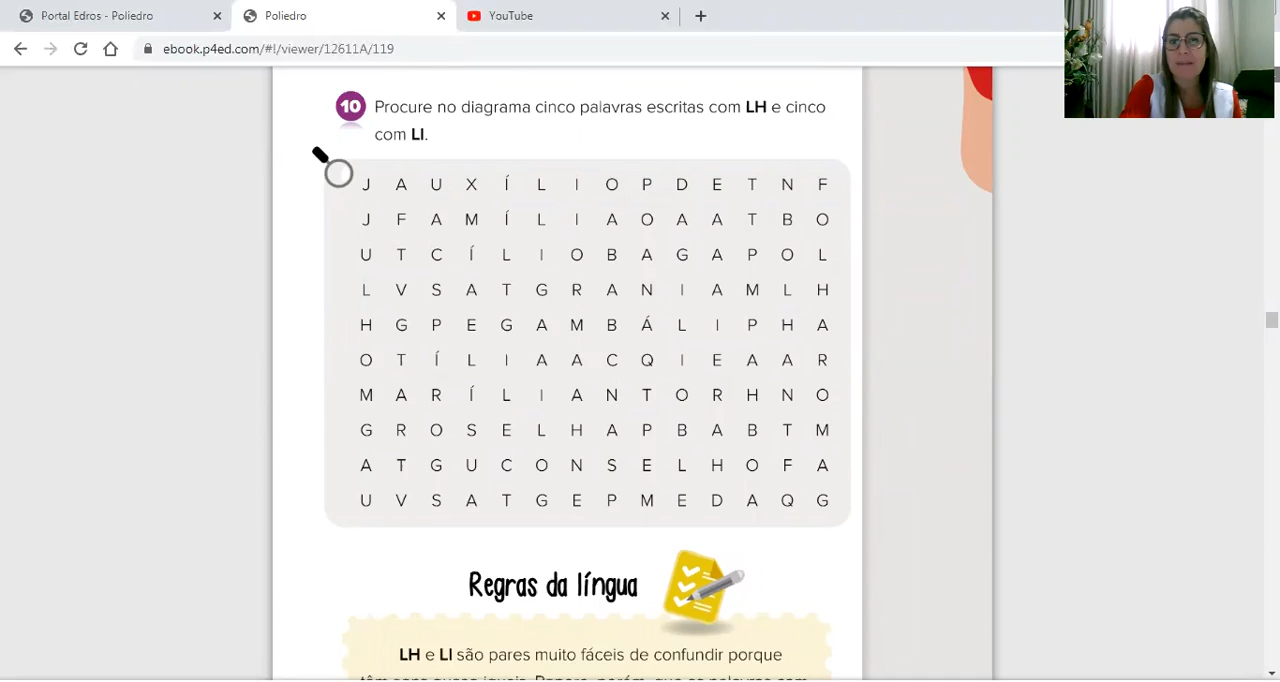 Portal Edros - Poliedro
Poliedro
YouTube
ebook.p4ed.com/#/viewer/12611A/119
10 Procure no diagrama cinco palavras escritas com LH e cinco
com LI.
J A U X Í L I O P D E T N F
J F A M Í L I A O A A T B O
U T C Í L I O B A G A P O L
L V S A T G R A N I A M L H
H G P E G A M B Á L I P H A
O T Í L I A A C Q I E A A R
M A R Í L I A N T O R H N O
G R O S E L H A P B A B T M
A T G U C O N S E L H O F A
U V S A T G E P M E D A Q G
Regras da língua
LH e LI são pares muito fáceis de confundir porque